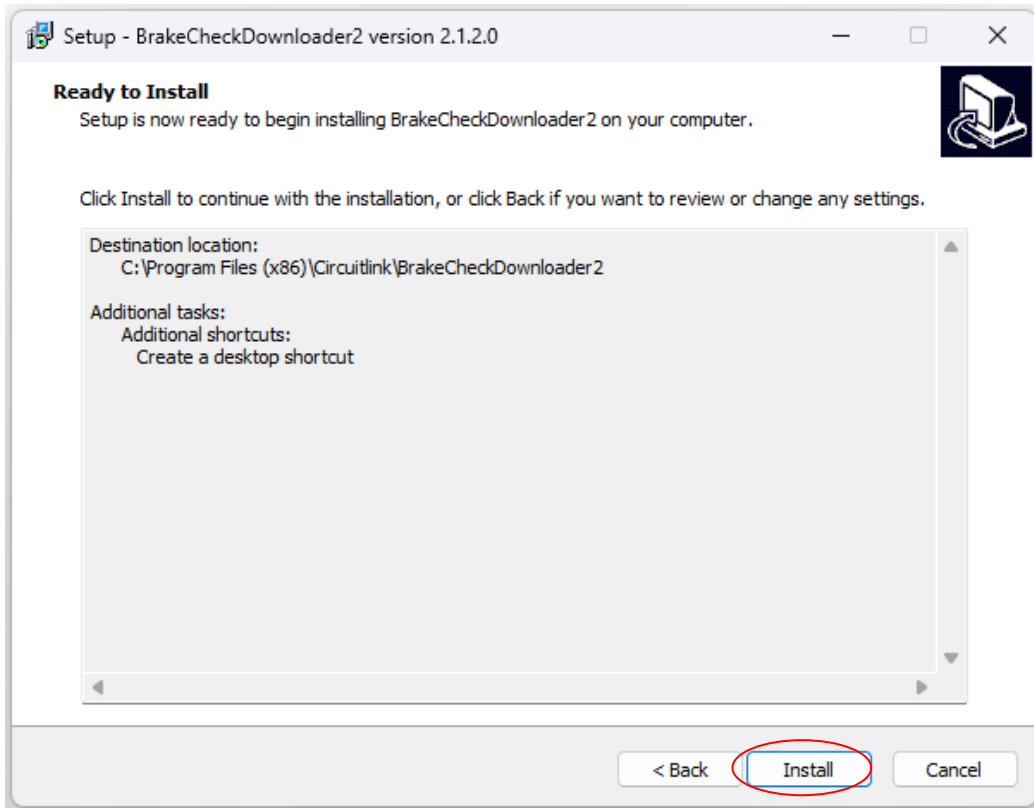 Setup - BrakeCheckDownloader2 version 2.1.2.0
Ready to Install
Setup is now ready to begin installing BrakeCheckDownloader2 on your computer.
Click Install to continue with the installation, or click Back if you want to review or change any settings.
Destination location:
C:\Program Files (x86)\Circuitlink\BrakeCheckDownloader2
Additional tasks:
Additional shortcuts:
Create a desktop shortcut
< Back Install Cancel